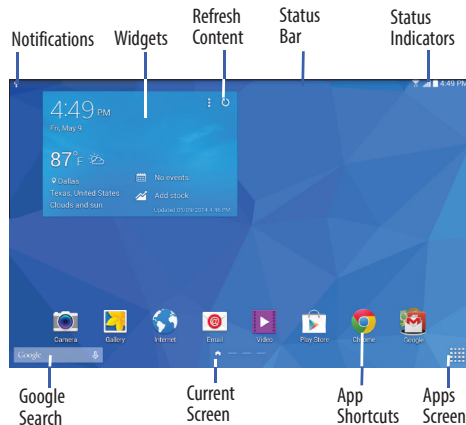 Notifications
Widgets
Refresh
Content
Status
Bar
Status
Indicators
4:49 PM
4:49 PM
Fri, May 9
87°F
Dallas
Texas, United States
Clouds and sun
No events
Add stock
Updated 05/09/2014 4:46 PM
Camera
Gallery
Internet
Email
Video
Play Store
Chrome
Google
Google
Google
Search
Current
Screen
App
Shortcuts
Apps
Screen